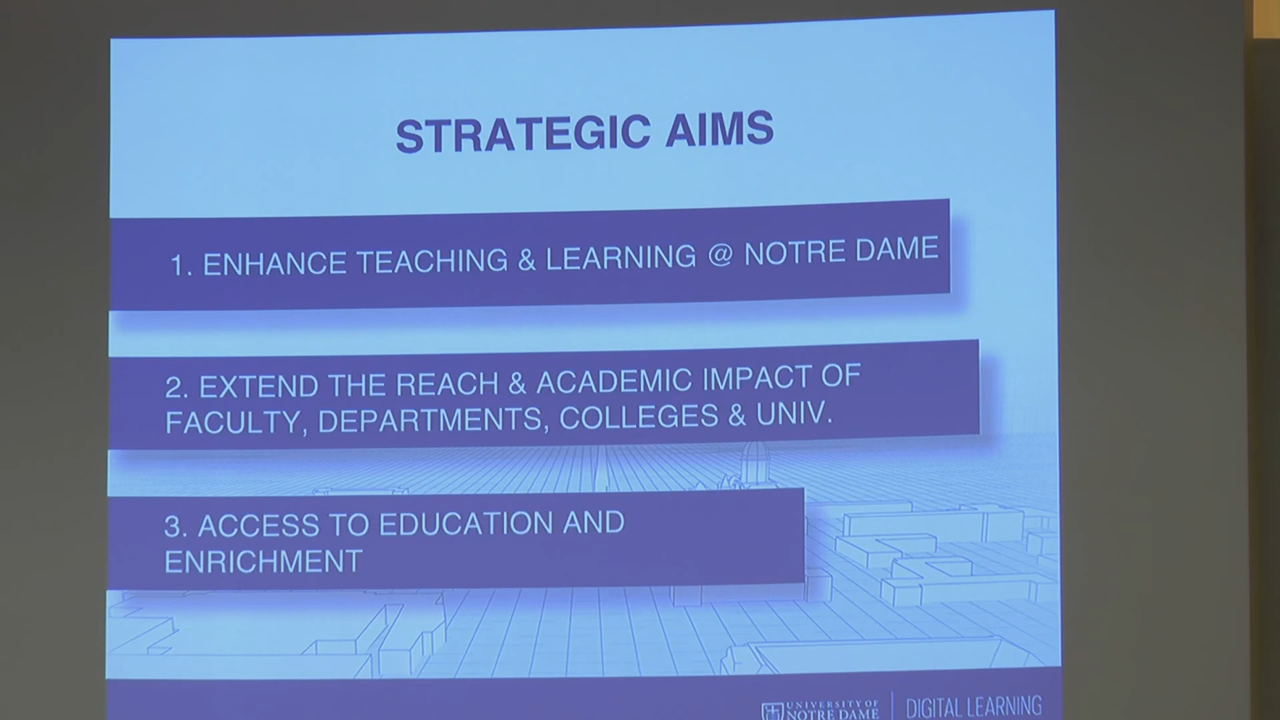 STRATEGIC AIMS
1. ENHANCE TEACHING & LEARNING @ NOTRE DAME
2. EXTEND THE REACH & ACADEMIC IMPACT OF
FACULTY, DEPARTMENTS, COLLEGES & UNIV.
3. ACCESS TO EDUCATION AND
ENRICHMENT
UNIVERSITY OF
NOTRE DAME
DIGITAL LEARNING